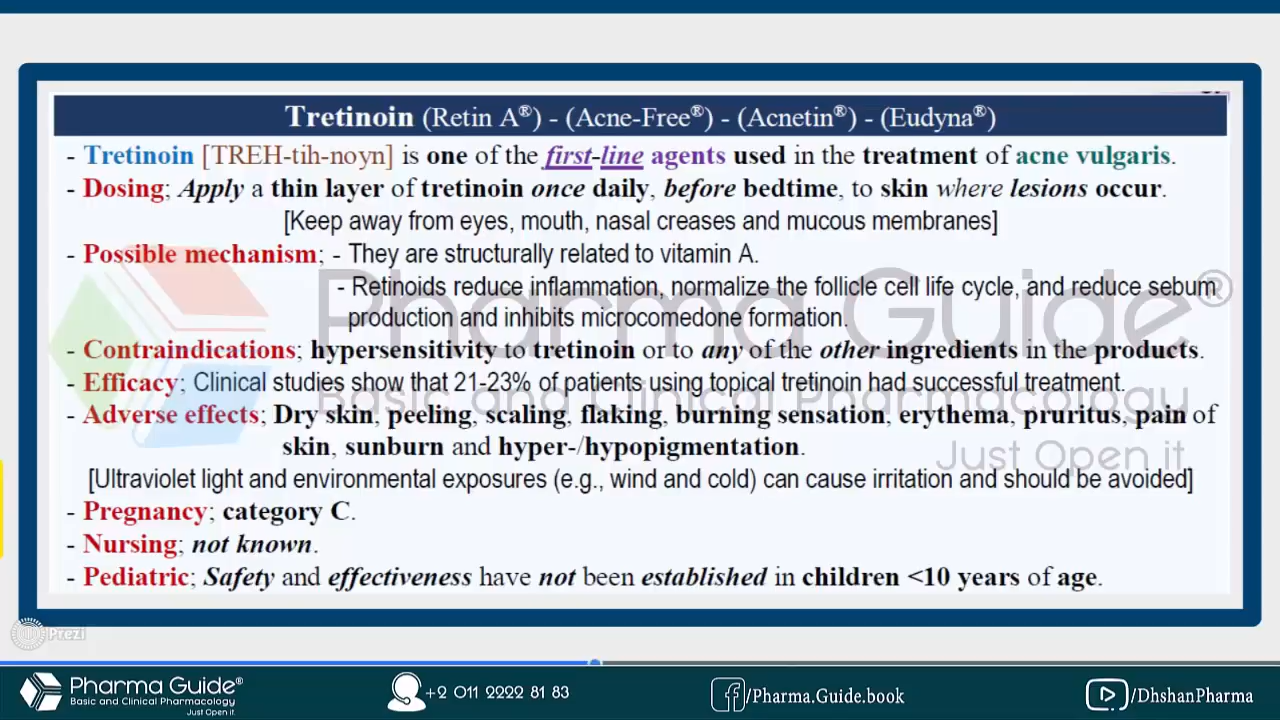 Tretinoin (Retin A®) - (Acne-Free®) - (Acnetin®) - (Eudyna®)
- Tretinoin [TREH-tih-noyn] is one of the first-line agents used in the treatment of acne vulgaris.
- Dosing; Apply a thin layer of tretinoin once daily, before bedtime, to skin where lesions occur.
[Keep away from eyes, mouth, nasal creases and mucous membranes]
- Possible mechanism; - They are structurally related to vitamin A.
- Retinoids reduce inflammation, normalize the follicle cell life cycle, and reduce sebum
production and inhibits microcomedone formation.
- Contraindications; hypersensitivity to tretinoin or to any of the other ingredients in the products.
- Efficacy; Clinical studies show that 21-23% of patients using topical tretinoin had successful treatment.
- Adverse effects; Dry skin, peeling, scaling, flaking, burning sensation, erythema, pruritus, pain of
skin, sunburn and hyper-/hypopigmentation.
[Ultraviolet light and environmental exposures (e.g., wind and cold) can cause irritation and should be avoided]
- Pregnancy; category C.
- Nursing; not known.
- Pediatric; Safety and effectiveness have not been established in children <10 years of age.
Pharma Guide®
Basic and Clinical Pharmacology
Just Open it
Prezi
Pharma Guide®
Basic and Clinical Pharmacology
Just Open it.
+2 011 2222 81 83
/Pharma.Guide.book
/DhshanPharma